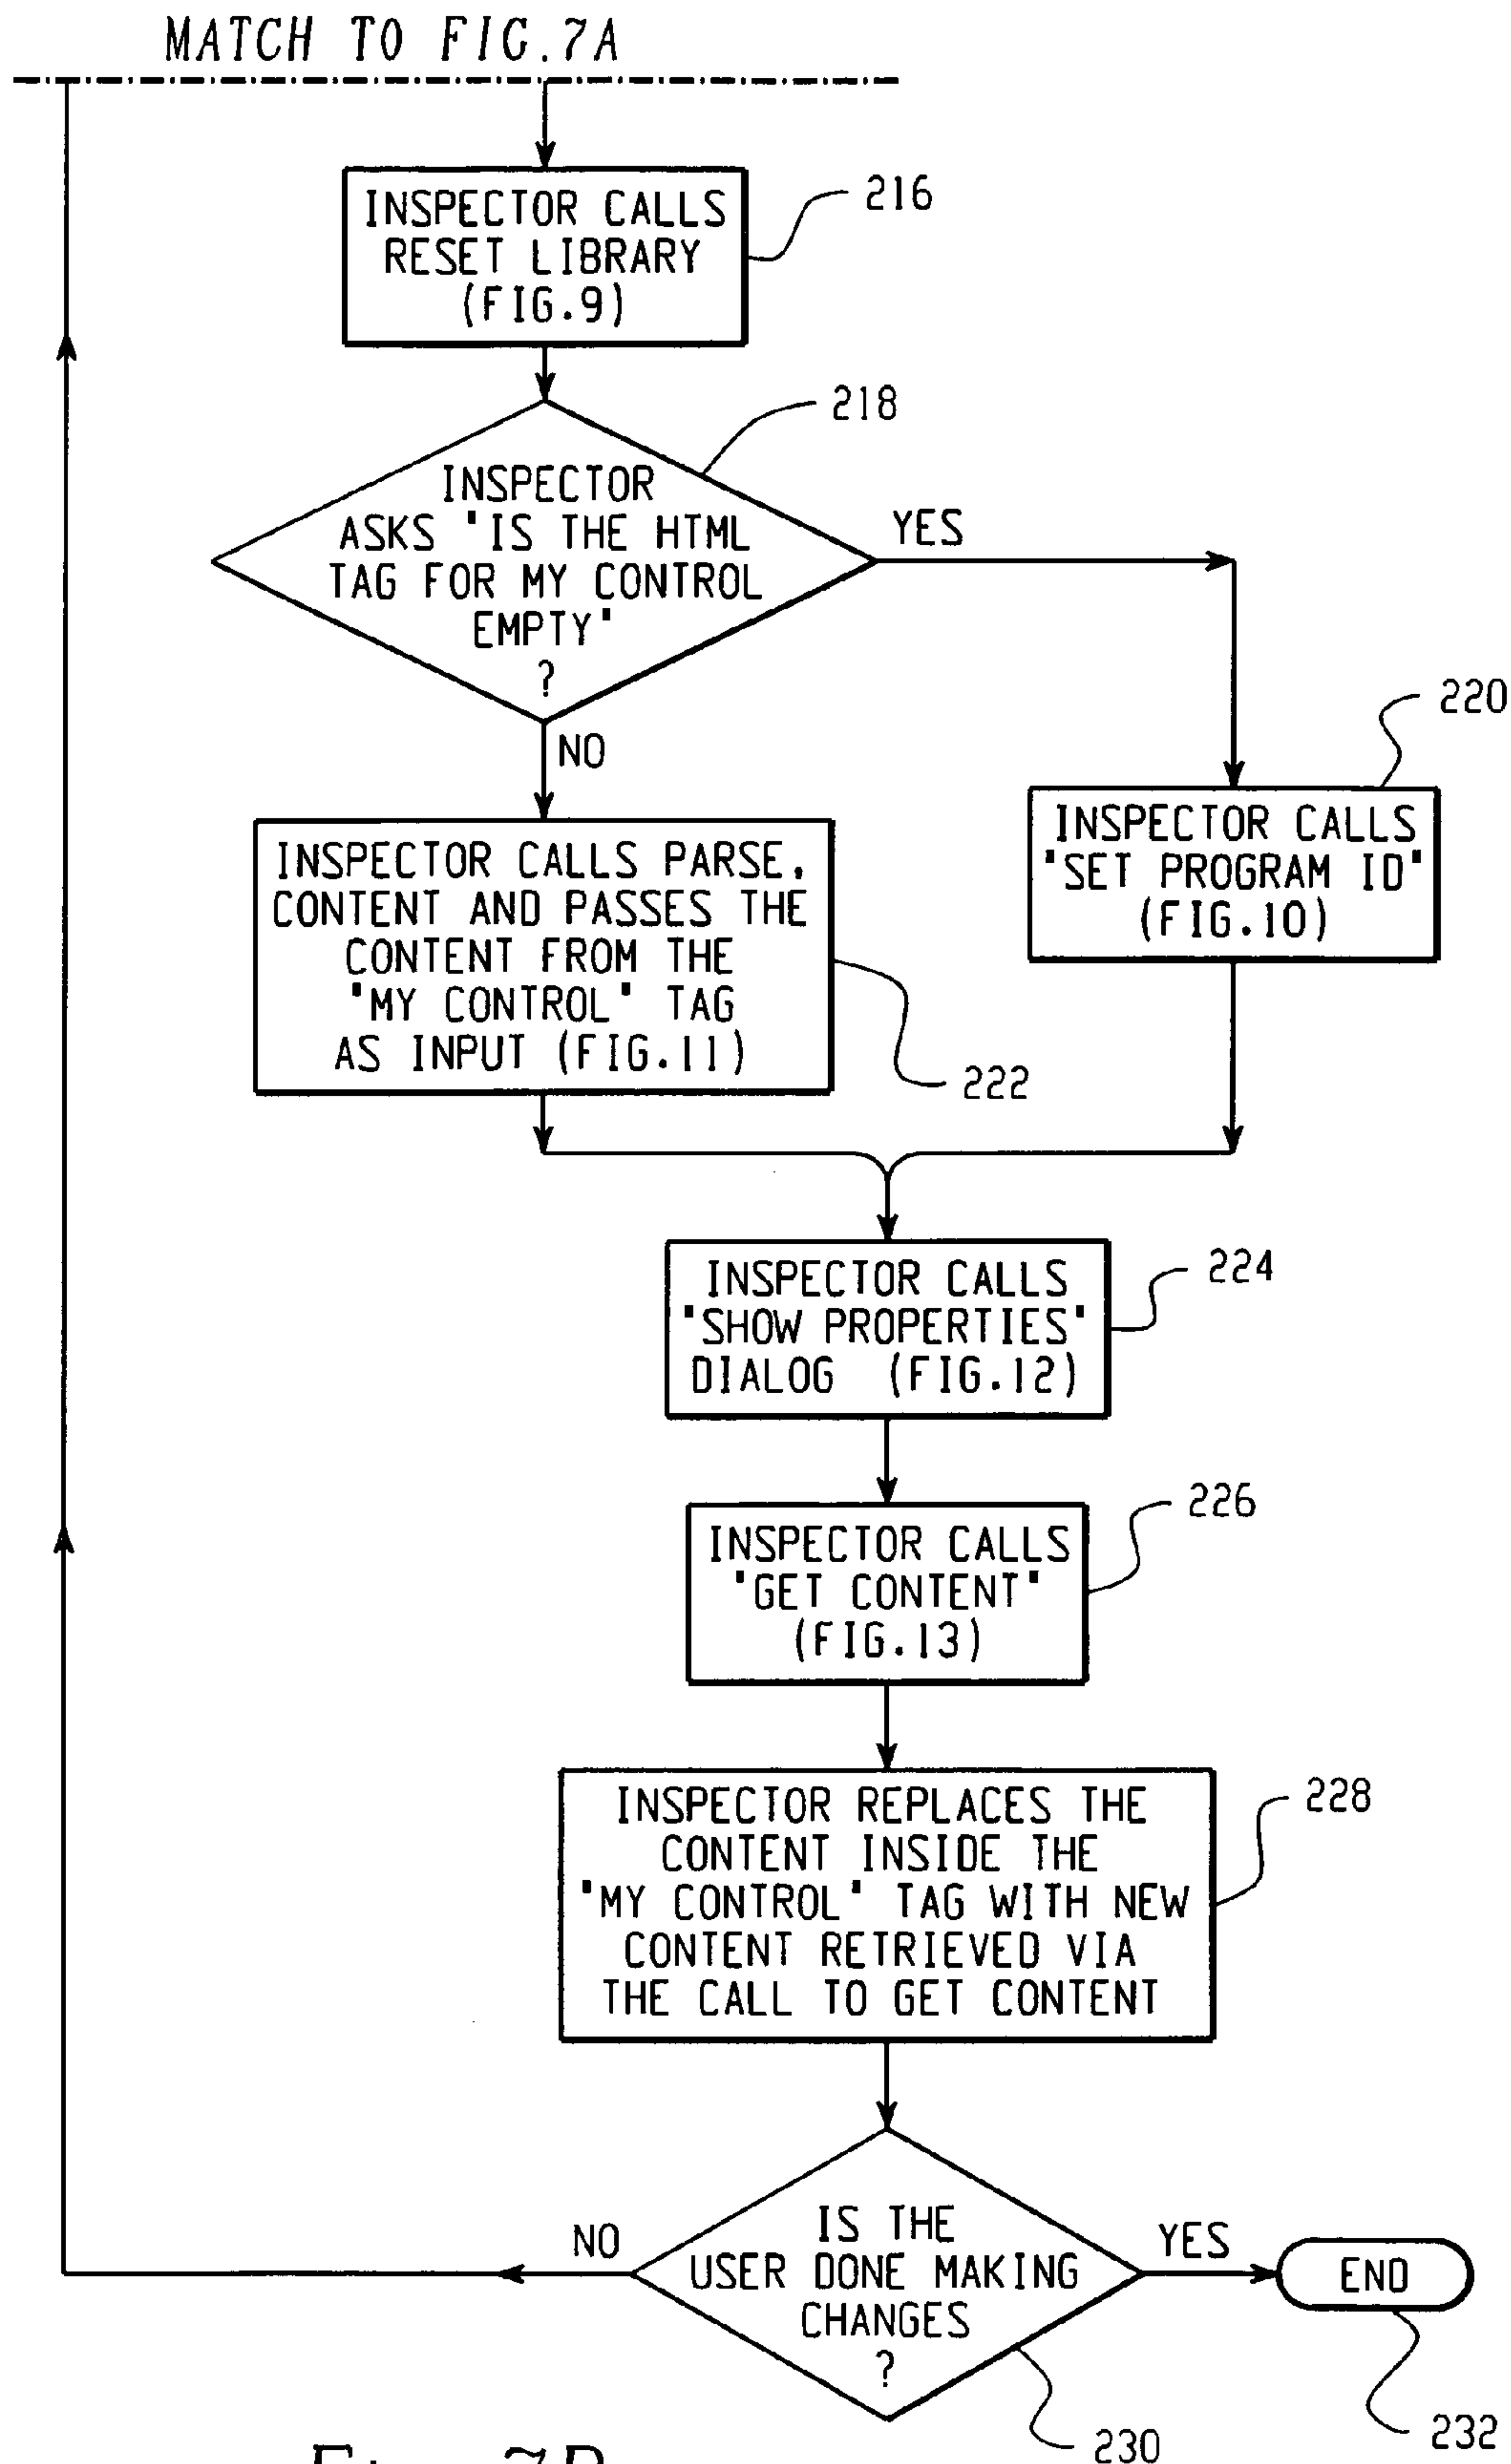 MATCH TO FIG.7A
INSPECTOR CALLS
RESET LIBRARY
(FIG.9)
216
218
INSPECTOR
ASKS "IS THE HTML
TAG FOR MY CONTROL
EMPTY"
?
YES
NO
220
INSPECTOR CALLS
"SET PROGRAM ID"
(FIG.10)
INSPECTOR CALLS PARSE,
CONTENT AND PASSES THE
CONTENT FROM THE
"MY CONTROL" TAG
AS INPUT (FIG.11)
222
INSPECTOR CALLS
"SHOW PROPERTIES"
DIALOG (FIG.12)
224
INSPECTOR CALLS
"GET CONTENT"
(FIG.13)
226
INSPECTOR REPLACES THE
CONTENT INSIDE THE
"MY CONTROL" TAG WITH NEW
CONTENT RETRIEVED VIA
THE CALL TO GET CONTENT
228
NO
IS THE
USER DONE MAKING
CHANGES
?
YES
END
230
232